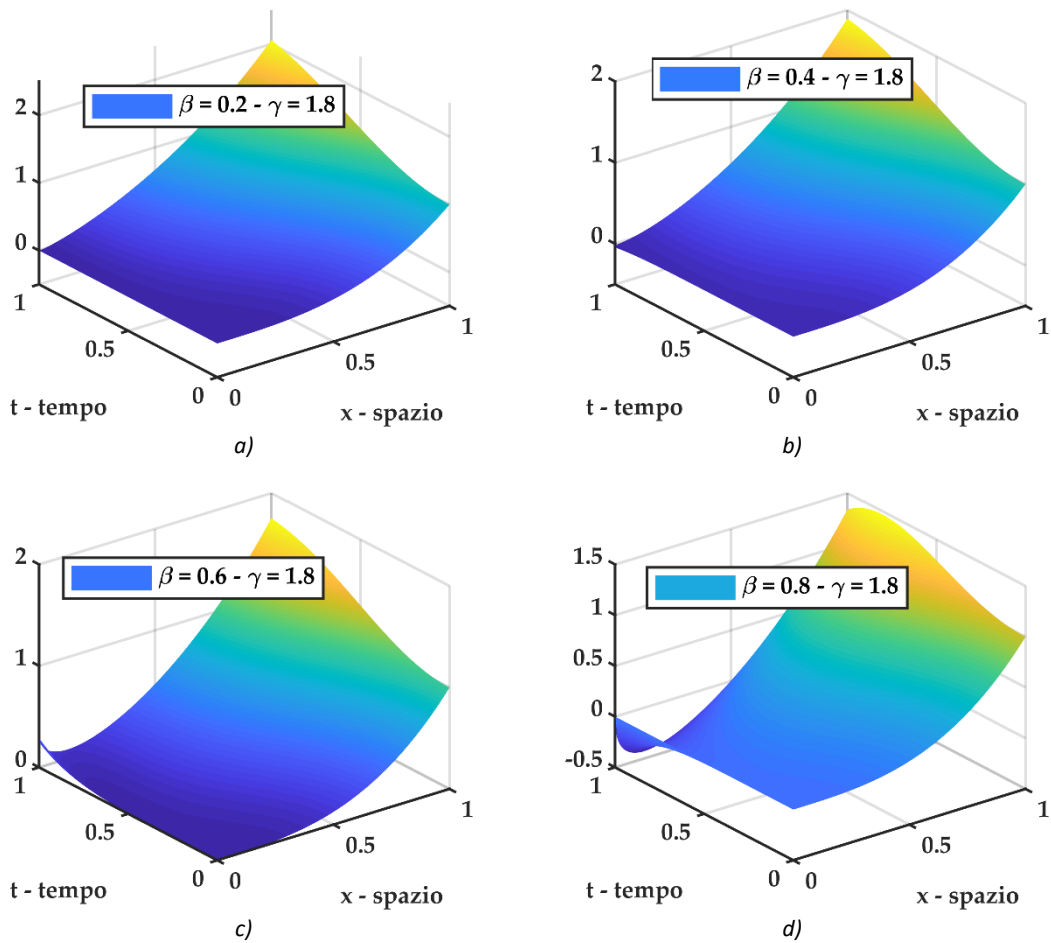 β = 0.2 - γ = 1.8
2
1
0
1
0.5
0
0
0.5
1
t - tempo
x - spazio
a)
β = 0.4 - γ = 1.8
2
1
0
1
0.5
0
0
0.5
1
t - tempo
x - spazio
b)
β = 0.6 - γ = 1.8
2
1
0
1
0.5
0
0
0.5
1
t - tempo
x - spazio
c)
β = 0.8 - γ = 1.8
1.5
1
0.5
0
-0.5
1
0.5
0
0
0.5
1
t - tempo
x - spazio
d)